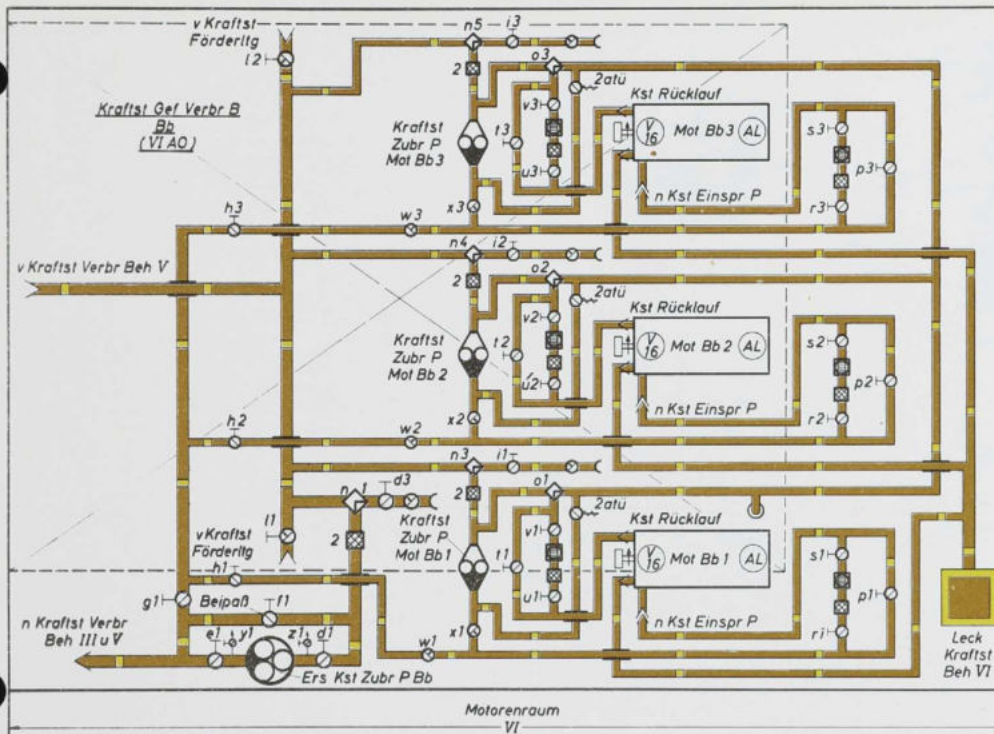 v Kraftst
Förderltg
l2
n5
i3
2
o3
2atü
Kst Rücklauf
Kraftst Gef Verbr B
Bb
(VI AO)
Kraftst
Zubr P
Mot Bb 3
t3
v3
u3
V
16
Mot Bb 3
AL
s3
p3
r3
n Kst Einspr P
x3
h3
w3
n4
i2
2
o2
2atü
Kst Rücklauf
v Kraftst Verbr Beh V
Kraftst
Zubr P
Mot Bb 2
t2
v2
u2
V
16
Mot Bb 2
AL
s2
p2
r2
n Kst Einspr P
x2
h2
w2
n3
i1
2
o1
2atü
Kst Rücklauf
d3
l1
2
v Kraftst
Förderltg
Kraftst
Zubr P
Mot Bb 1
t1
v1
u1
V
16
Mot Bb 1
AL
s1
p1
r1
n Kst Einspr P
x1
h1
g1
Beipaß
f1
w1
n Kraftst Verbr
Beh III u V
e1
y1
z1
d1
Ers Kst Zubr P Bb
Leck
Kraftst
Beh VI
Motorenraum
VI